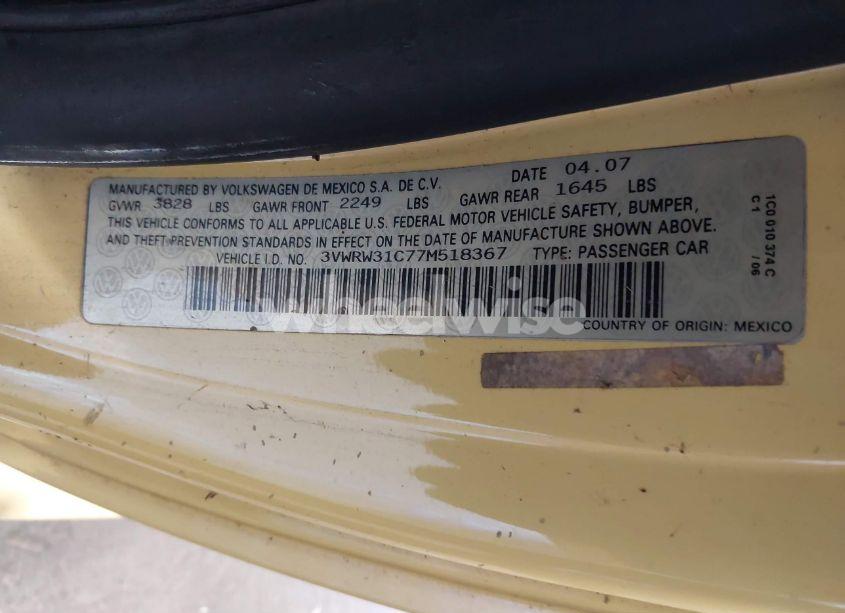 MANUFACTURED BY VOLKSWAGEN DE MEXICO S.A. DE C.V. DATE 04.07
GVWR 3828 LBS GAWR FRONT 2249 LBS GAWR REAR 1645 LBS
THIS VEHICLE CONFORMS TO ALL APPLICABLE U.S. FEDERAL MOTOR VEHICLE SAFETY, BUMPER,
AND THEFT PREVENTION STANDARDS IN EFFECT ON THE DATE OF MANUFACTURE SHOWN ABOVE.
VEHICLE I.D. NO. 3VWRW31C77M518367 TYPE: PASSENGER CAR
COUNTRY OF ORIGIN: MEXICO
1C0 010 374 C / 06
C1
wheelwise